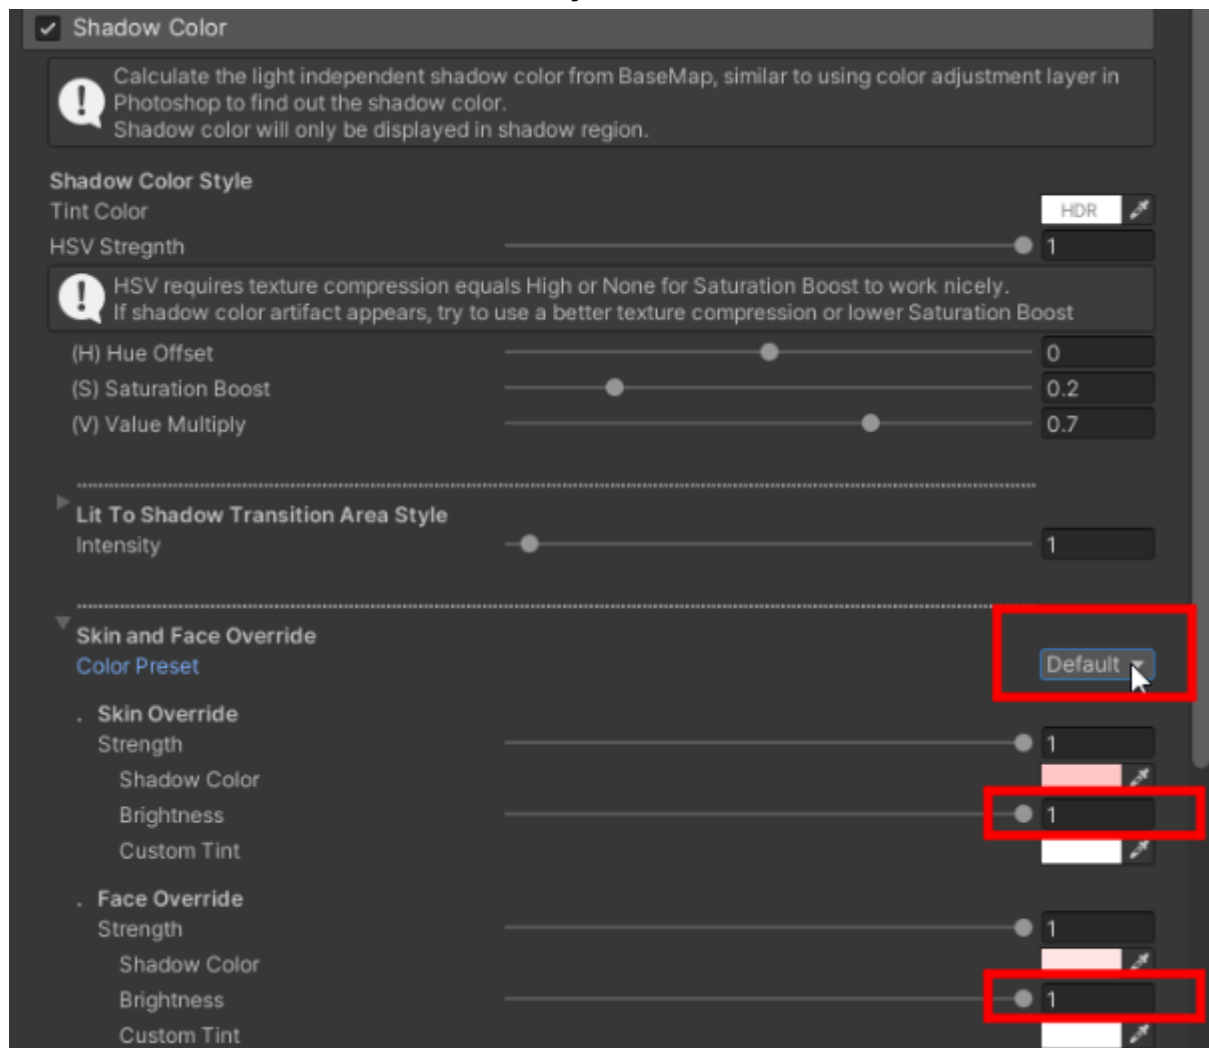 Shadow Color
Calculate the light independent shadow color from BaseMap, similar to using color adjustment layer in
Photoshop to find out the shadow color.
Shadow color will only be displayed in shadow region.
Shadow Color Style
Tint Color HDR
HSV Stregnth 1
HSV requires texture compression equals High or None for Saturation Boost to work nicely.
If shadow color artifact appears, try to use a better texture compression or lower Saturation Boost
(H) Hue Offset 0
(S) Saturation Boost 0.2
(V) Value Multiply 0.7
Lit To Shadow Transition Area Style
Intensity 1
Skin and Face Override
Color Preset Default
. Skin Override
Strength 1
Shadow Color
Brightness 1
Custom Tint
. Face Override
Strength 1
Shadow Color
Brightness 1
Custom Tint